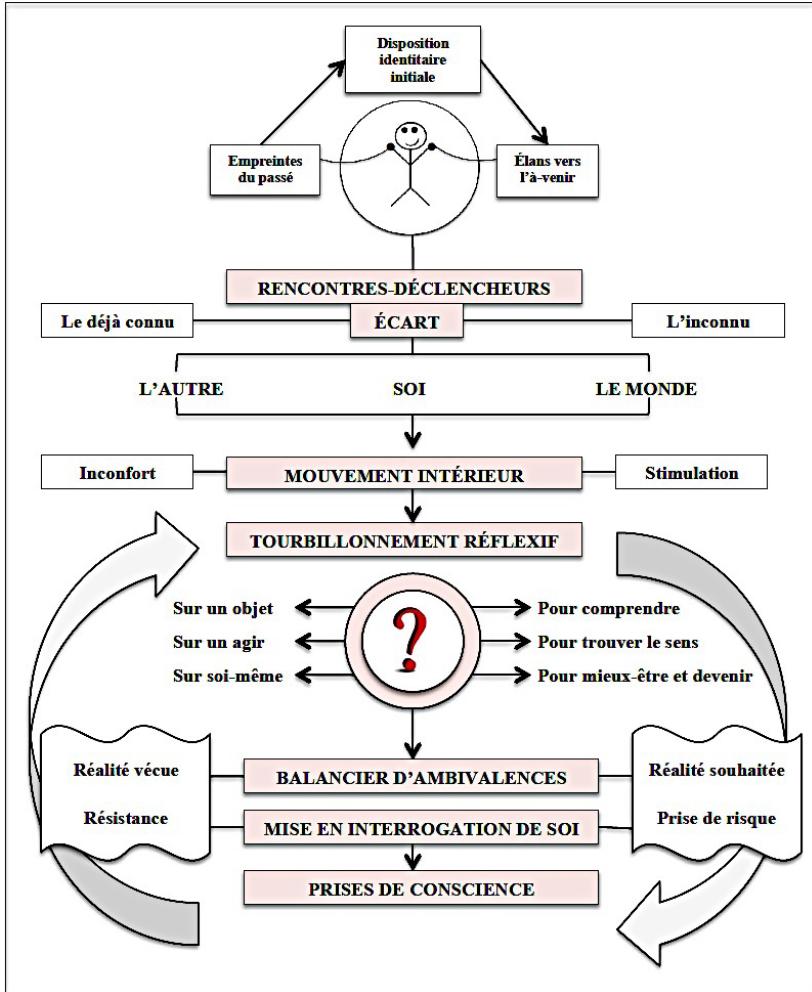 Disposition
identitaire
initiale
Empreintes
du passé
Élans vers
l'à-venir
RENCONTRES-DÉCLENCHEURS
Le déjà connu
ÉCART
L'inconnu
L'AUTRE
SOI
LE MONDE
Inconfort
MOUVEMENT INTÉRIEUR
Stimulation
TOURBILLONNEMENT RÉFLEXIF
Sur un objet
?
Pour comprendre
Sur un agir
Pour trouver le sens
Sur soi-même
Pour mieux-être et devenir
Réalité vécue
BALANCIER D'AMBIVALENCES
Réalité souhaitée
Résistance
MISE EN INTERROGATION DE SOI
Prise de risque
PRISES DE CONSCIENCE